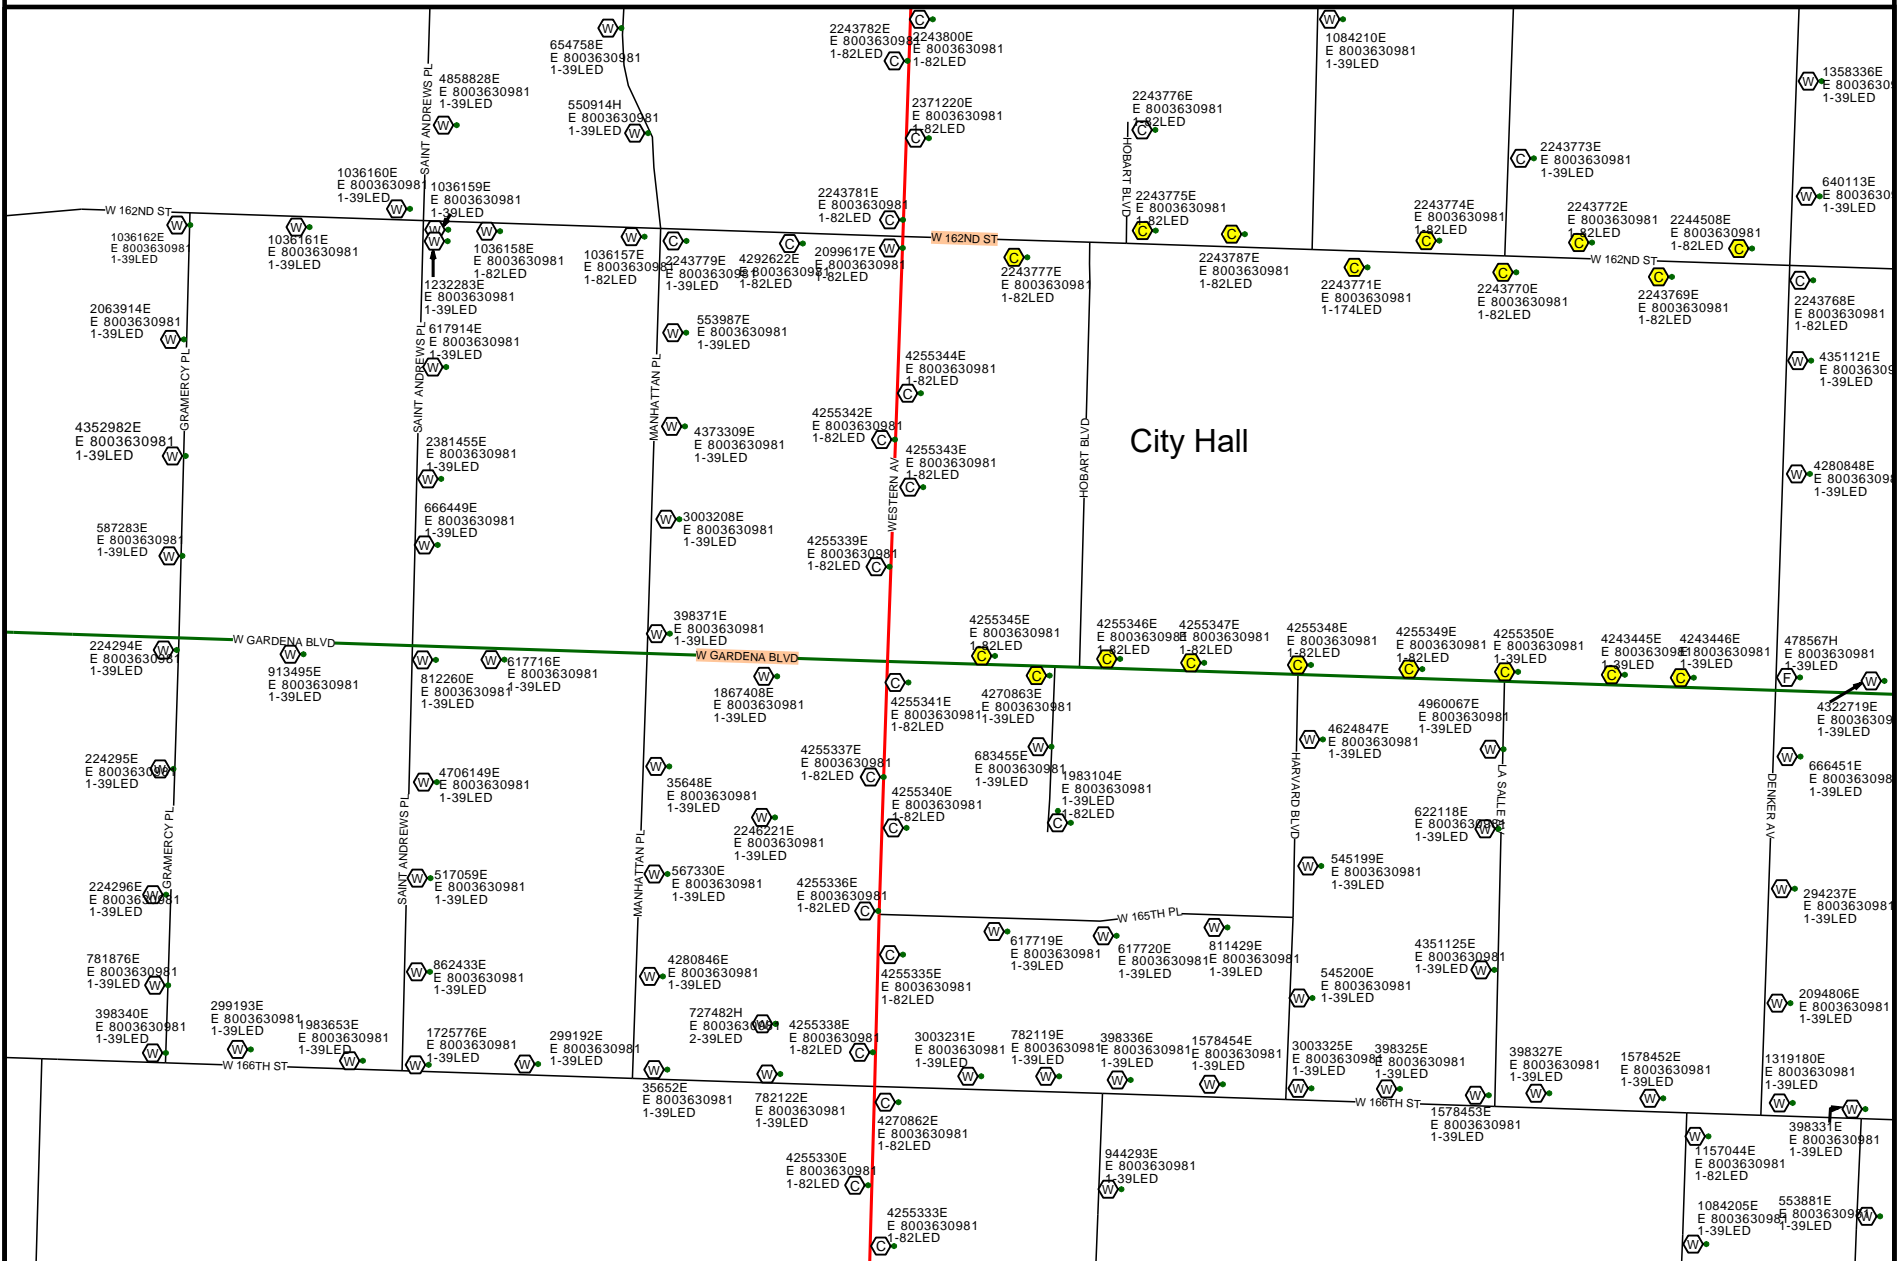 654758E
E 8003630981
1-39LED
2243782E
E 8003630981
1-82LED
2243800E
E 8003630981
1-82LED
1084210E
E 8003630981
1-39LED
4858828E
E 8003630981
1-39LED
550914H
E 8003630981
1-39LED
2371220E
E 8003630981
1-82LED
2243776E
E 8003630981
1-82LED
1358336E
E 800363098
1-39LED
2243773E
E 8003630981
1-39LED
SAINT ANDREWS PL
HOBART BLVD
1036160E
E 8003630981
1-39LED
1036159E
E 8003630981
1-39LED
2243781E
E 8003630981
1-82LED
2243775E
E 8003630981
1-82LED
2243774E
E 8003630981
1-82LED
2243772E
E 8003630981
1-82LED
2244508E
E 8003630981
1-82LED
640113E
E 800363098
1-39LED
W 162ND ST
W 162ND ST
W 162ND ST
1036162E
E 8003630981
1-39LED
1036161E
E 8003630981
1-39LED
1036158E
E 8003630981
1-82LED
1036157E
E 8003630981
1-82LED
2243779E
E 8003630981
1-39LED
4292622E
E 8003630981
1-82LED
2099617E
E 8003630981
1-82LED
2243777E
E 8003630981
1-82LED
2243787E
E 8003630981
1-82LED
2243771E
E 8003630981
1-174LED
2243770E
E 8003630981
1-82LED
2243769E
E 8003630981
1-82LED
2243768E
E 8003630981
1-82LED
1232283E
E 8003630981
1-39LED
2063914E
E 8003630981
1-39LED
617914E
E 8003630981
1-39LED
553987E
E 8003630981
1-39LED
4255344E
E 8003630981
1-82LED
4351121E
E 800363098
1-39LED
GRAMERCY PL
SAINT ANDREWS PL
MANHATTAN PL
WESTERN AV
HOBART BLVD
City Hall
4352982E
E 8003630981
1-39LED
2381455E
E 8003630981
1-39LED
4373309E
E 8003630981
1-39LED
4255342E
E 8003630981
1-82LED
4255343E
E 8003630981
1-82LED
4280848E
E 800363098
1-39LED
587283E
E 8003630981
1-39LED
666449E
E 8003630981
1-39LED
3003208E
E 8003630981
1-39LED
4255339E
E 8003630981
1-82LED
W GARDENA BLVD
W GARDENA BLVD
224294E
E 8003630981
1-39LED
913495E
E 8003630981
1-39LED
812260E
E 8003630981
1-39LED
617716E
E 8003630981
1-39LED
398371E
E 8003630981
1-39LED
1867408E
E 8003630981
1-39LED
4255345E
E 8003630981
1-82LED
4255346E
E 8003630981
1-82LED
4255347E
E 8003630981
1-82LED
4255348E
E 8003630981
1-82LED
4255349E
E 8003630981
1-82LED
4255350E
E 8003630981
1-39LED
4243445E
E 8003630981
1-39LED
4243446E
E 8003630981
1-39LED
478567H
E 8003630981
1-39LED
4255341E
E 8003630981
1-82LED
4270863E
E 8003630981
1-39LED
4322719E
E 800363098
1-39LED
224295E
E 8003630981
1-39LED
4706149E
E 8003630981
1-39LED
35648E
E 8003630981
1-39LED
4255337E
E 8003630981
1-82LED
683455E
E 8003630981
1-39LED
4624847E
E 8003630981
1-39LED
4960067E
E 8003630981
1-39LED
666451E
E 800363098
1-39LED
2246221E
E 8003630981
1-39LED
4255340E
E 8003630981
1-82LED
1983104E
E 8003630981
1-39LED
1-82LED
622118E
E 8003630981
1-39LED
GRAMERCY PL
SAINT ANDREWS PL
MANHATTAN PL
HARVARD BLVD
LA SALLE
DENKER AV
224296E
E 8003630981
1-39LED
517059E
E 8003630981
1-39LED
567330E
E 8003630981
1-39LED
4255336E
E 8003630981
1-82LED
545199E
E 8003630981
1-39LED
294237E
E 8003630981
1-39LED
W 165TH PL
781876E
E 8003630981
1-39LED
862433E
E 8003630981
1-39LED
4280846E
E 8003630981
1-39LED
4255335E
E 8003630981
1-82LED
617719E
E 8003630981
1-39LED
617720E
E 8003630981
1-39LED
811429E
E 8003630981
1-39LED
545200E
E 8003630981
1-39LED
4351125E
E 8003630981
1-39LED
2094806E
E 8003630981
1-39LED
398340E
E 8003630981
1-39LED
299193E
E 8003630981
1-39LED
1983653E
E 8003630981
1-39LED
1725776E
E 8003630981
1-39LED
299192E
E 8003630981
1-39LED
727482H
E 8003630981
2-39LED
4255338E
E 8003630981
1-82LED
3003231E
E 8003630981
1-39LED
782119E
E 8003630981
1-39LED
398336E
E 8003630981
1-39LED
1578454E
E 8003630981
1-39LED
3003325E
E 8003630981
1-39LED
398325E
E 8003630981
1-39LED
398327E
E 8003630981
1-39LED
1578452E
E 8003630981
1-39LED
1319180E
E 8003630981
1-39LED
W 166TH ST
W 166TH ST
35652E
E 8003630981
1-39LED
782122E
E 8003630981
1-39LED
4270862E
E 8003630981
1-82LED
1578453E
E 8003630981
1-39LED
398331E
E 8003630981
1-39LED
4255330E
E 8003630981
1-82LED
944293E
E 8003630981
1-39LED
1157044E
E 8003630981
1-82LED
4255333E
E 8003630981
1-82LED
1084205E
E 8003630981
1-39LED
553881E
E 8003630981
1-39LED